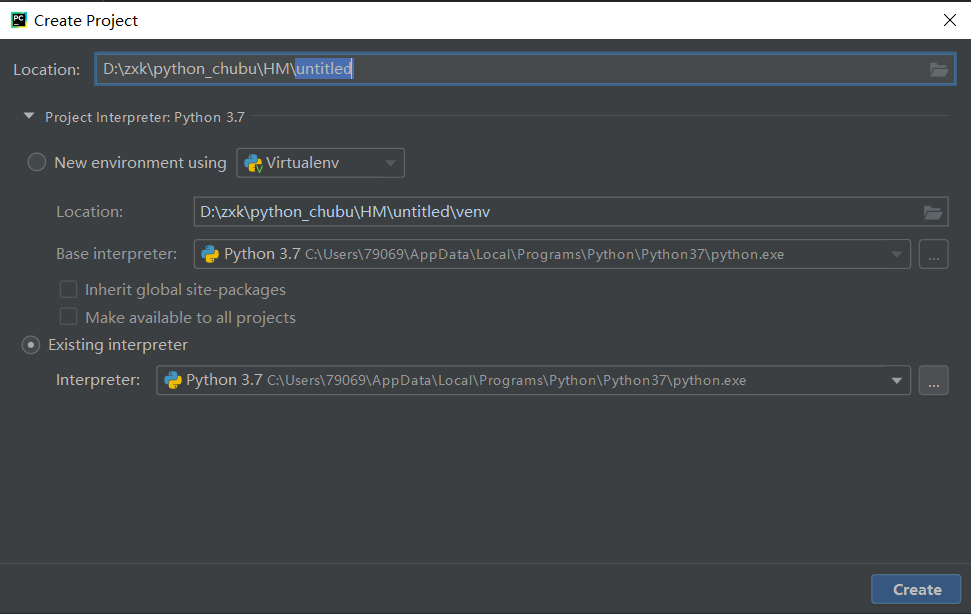 PC Create Project
Location: D:\zxk\python_chubu\HM\untitled
Project Interpreter: Python 3.7
New environment using Virtualenv
Location: D:\zxk\python_chubu\HM\untitled\venv
Base interpreter: Python 3.7 C:\Users\79069\AppData\Local\Programs\Python\Python37\python.exe ...
Inherit global site-packages
Make available to all projects
Existing interpreter
Interpreter: Python 3.7 C:\Users\79069\AppData\Local\Programs\Python\Python37\python.exe ...
Create